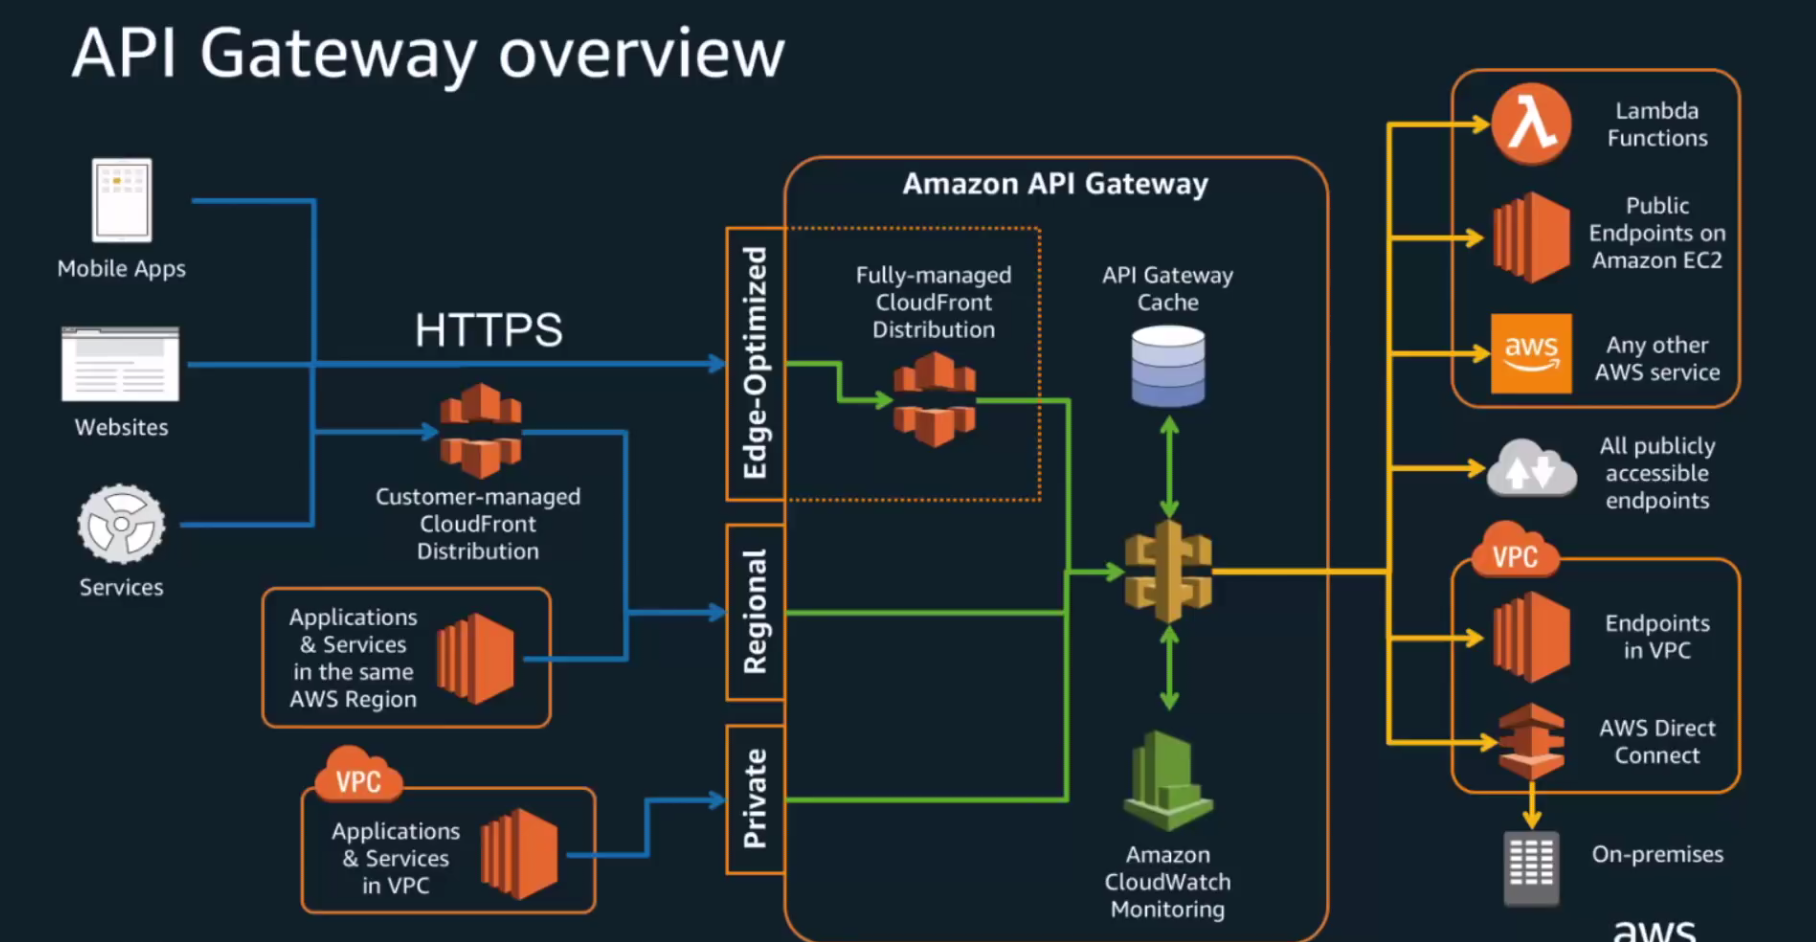 API Gateway overview
Mobile Apps
Websites
Services
HTTPS
Customer-managed
CloudFront
Distribution
Applications
& Services
in the same
AWS Region
VPC
Applications
& Services
in VPC
Edge-Optimized
Regional
Private
Amazon API Gateway
Fully-managed
CloudFront
Distribution
API Gateway
Cache
Amazon
CloudWatch
Monitoring
Lambda
Functions
Public
Endpoints on
Amazon EC2
aws
Any other
AWS service
All publicly
accessible
endpoints
VPC
Endpoints
in VPC
AWS Direct
Connect
On-premises
aws